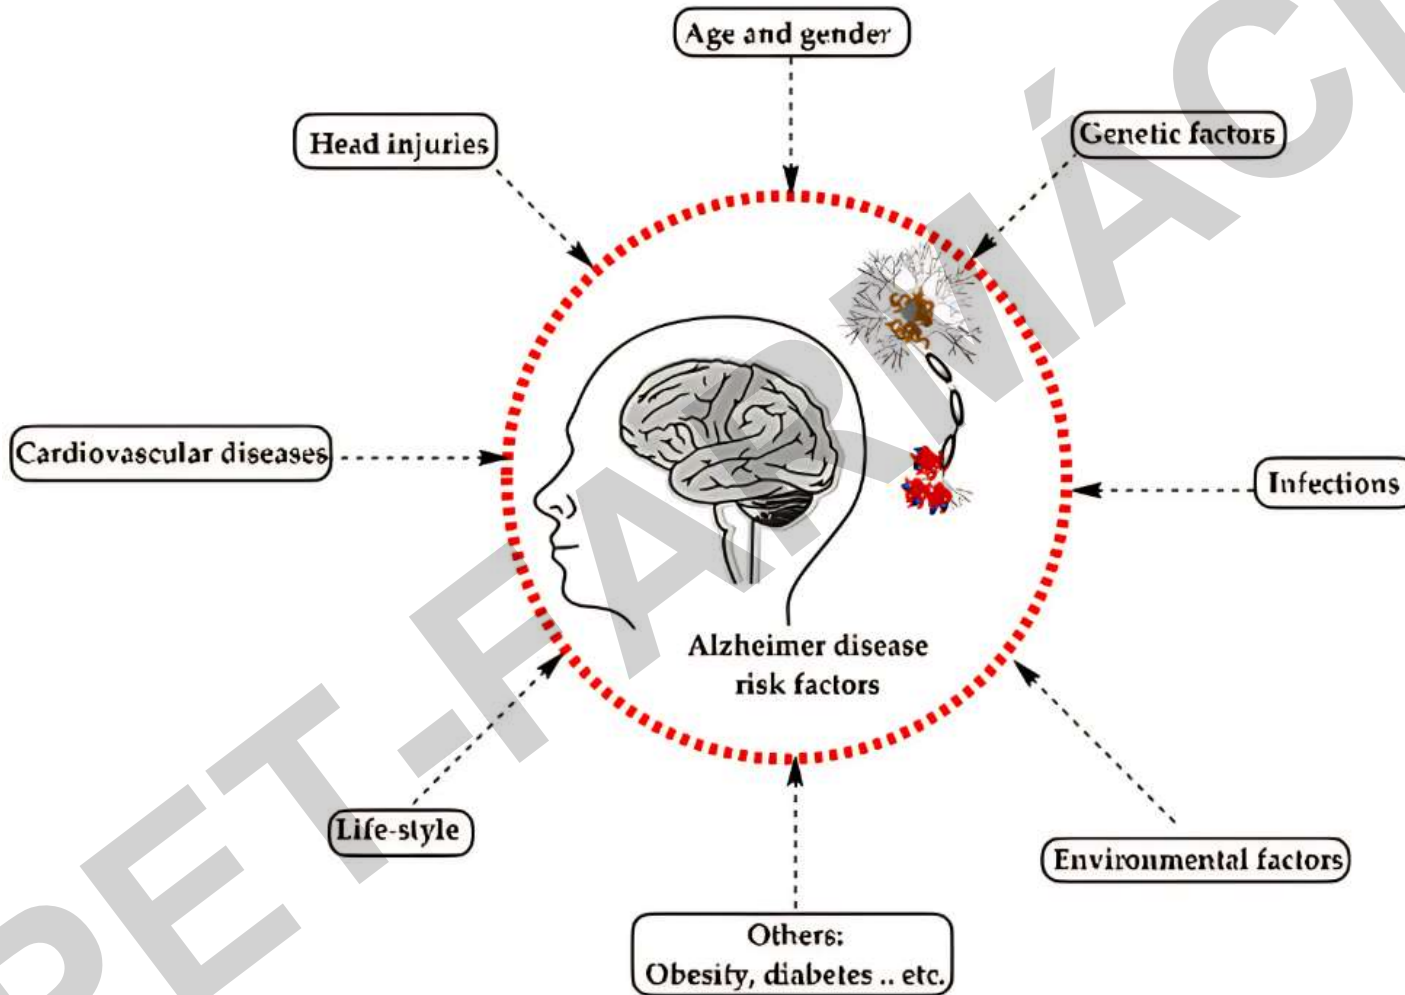 Age and gender
Head injuries
Genetic factors
Cardiovascular diseases
Infections
Alzheimer disease
risk factors
Life-style
Environmental factors
Others:
Obesity, diabetes .. etc.
PET-FARMÁCI